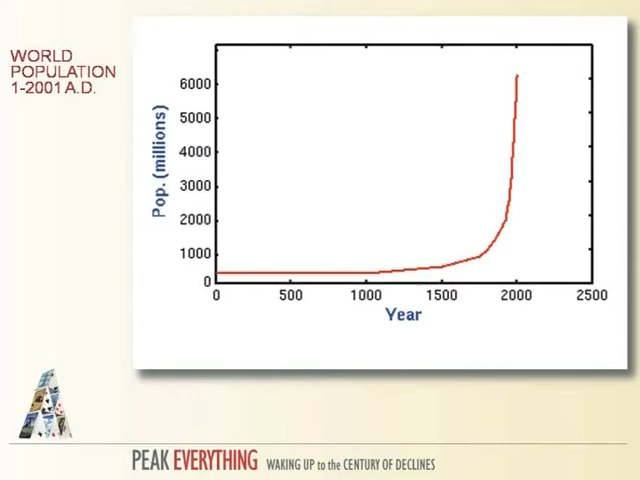 WORLD
POPULATION
1-2001 A.D.
Pop. (millions)
6000
5000
4000
3000
2000
1000
0
0 500 1000 1500 2000 2500
Year
PEAK EVERYTHING WAKING UP to the CENTURY OF DECLINES